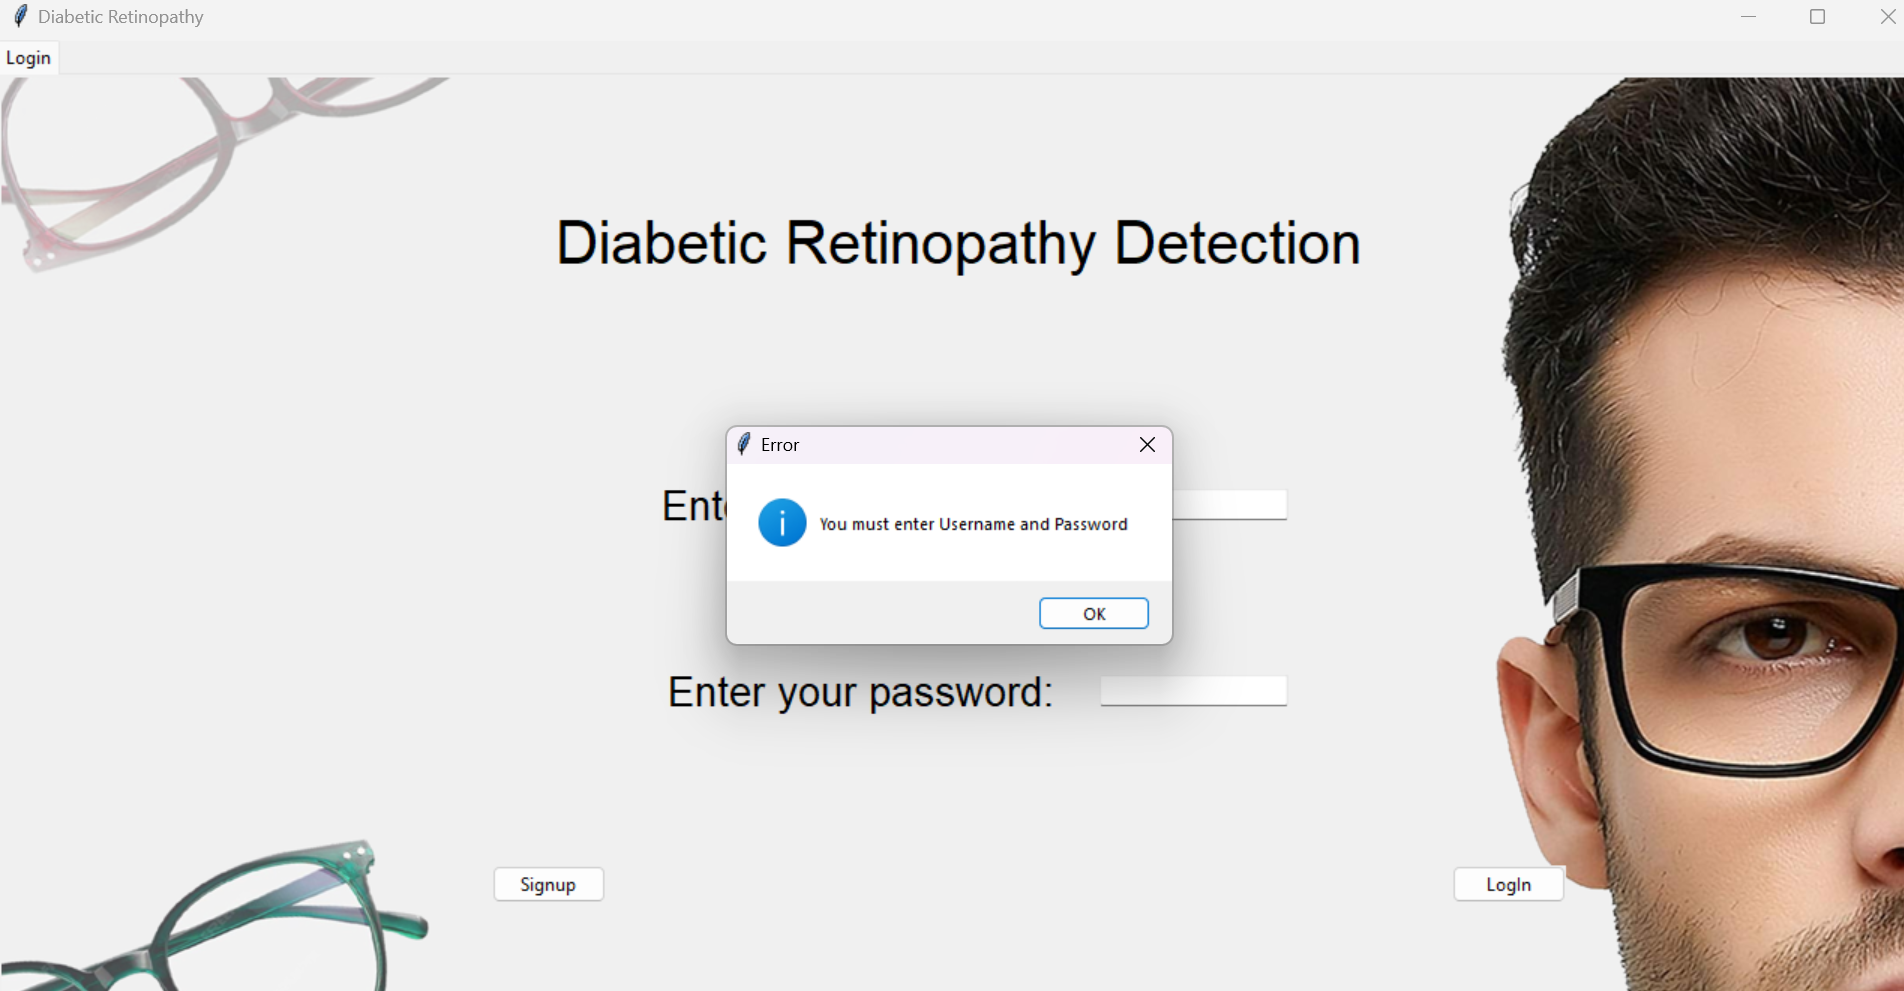 Diabetic Retinopathy
Login
Diabetic Retinopathy Detection
Error
You must enter Username and Password
OK
Enter your password:
Signup
LogIn